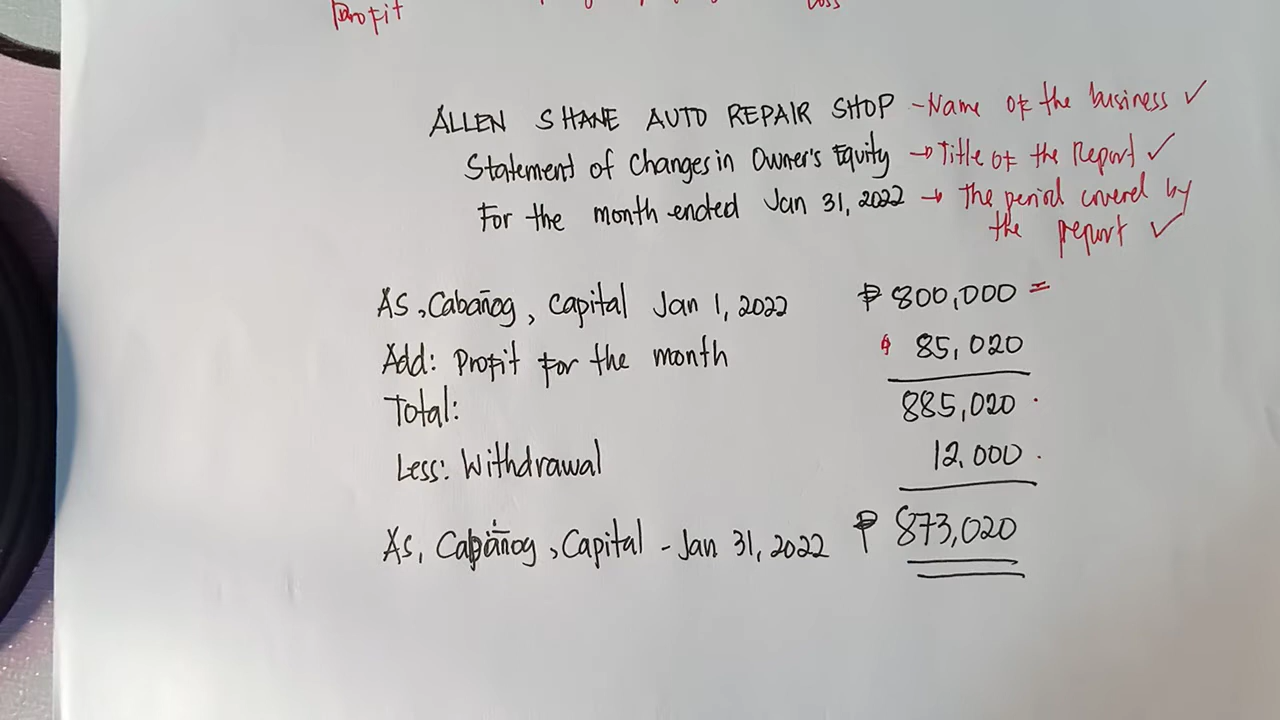 Profit loss
ALLEN SHANE AUTO REPAIR SHOP - Name of the business ✓
Statement of Changes in Owner's Equity → Title of the Report ✓
For the month ended Jan 31, 2022 → The period covered by
the report ✓
AS, Cabañog, Capital Jan 1, 2022 ₱ 800,000 =
Add: Profit for the month 85,020
Total: 885,020
Less: Withdrawal 12,000
As, Cabañog, Capital - Jan 31, 2022 ₱ 873,020